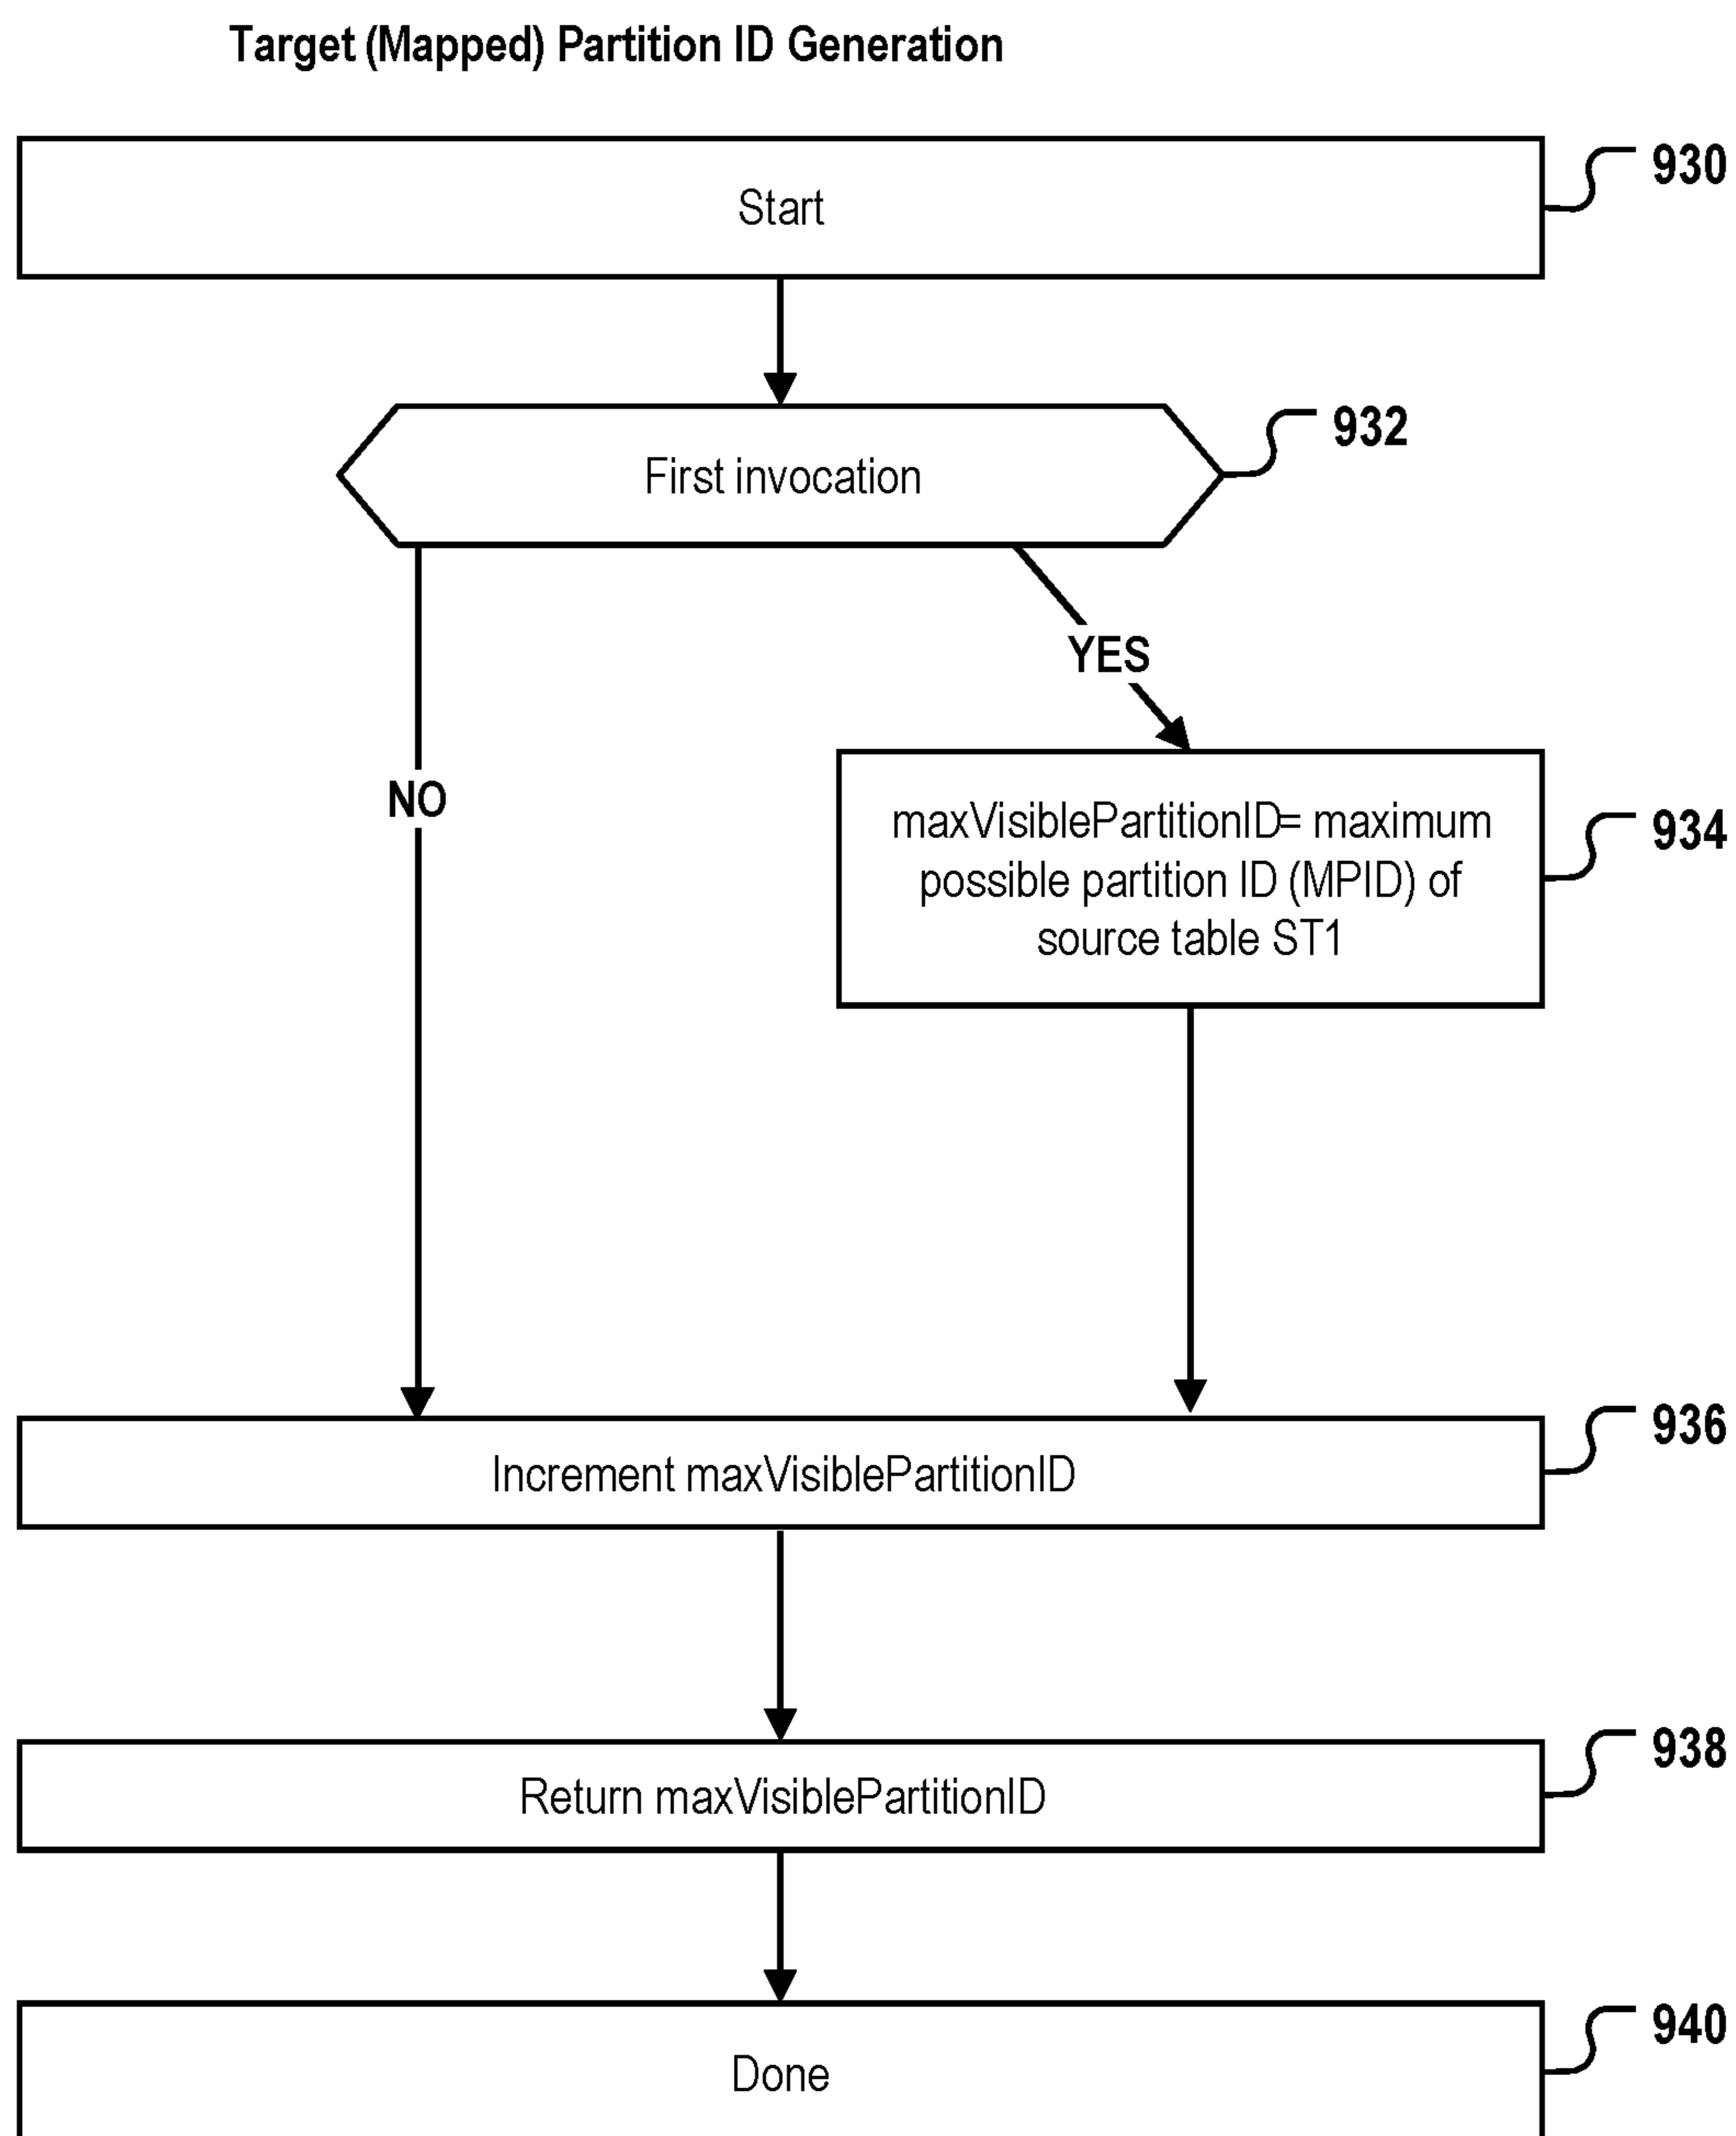 Target (Mapped) Partition ID Generation
Start
930
First invocation
932
YES
NO
maxVisiblePartitionID= maximum
possible partition ID (MPID) of
source table ST1
934
Increment maxVisiblePartitionID
936
Return maxVisiblePartitionID
938
Done
940